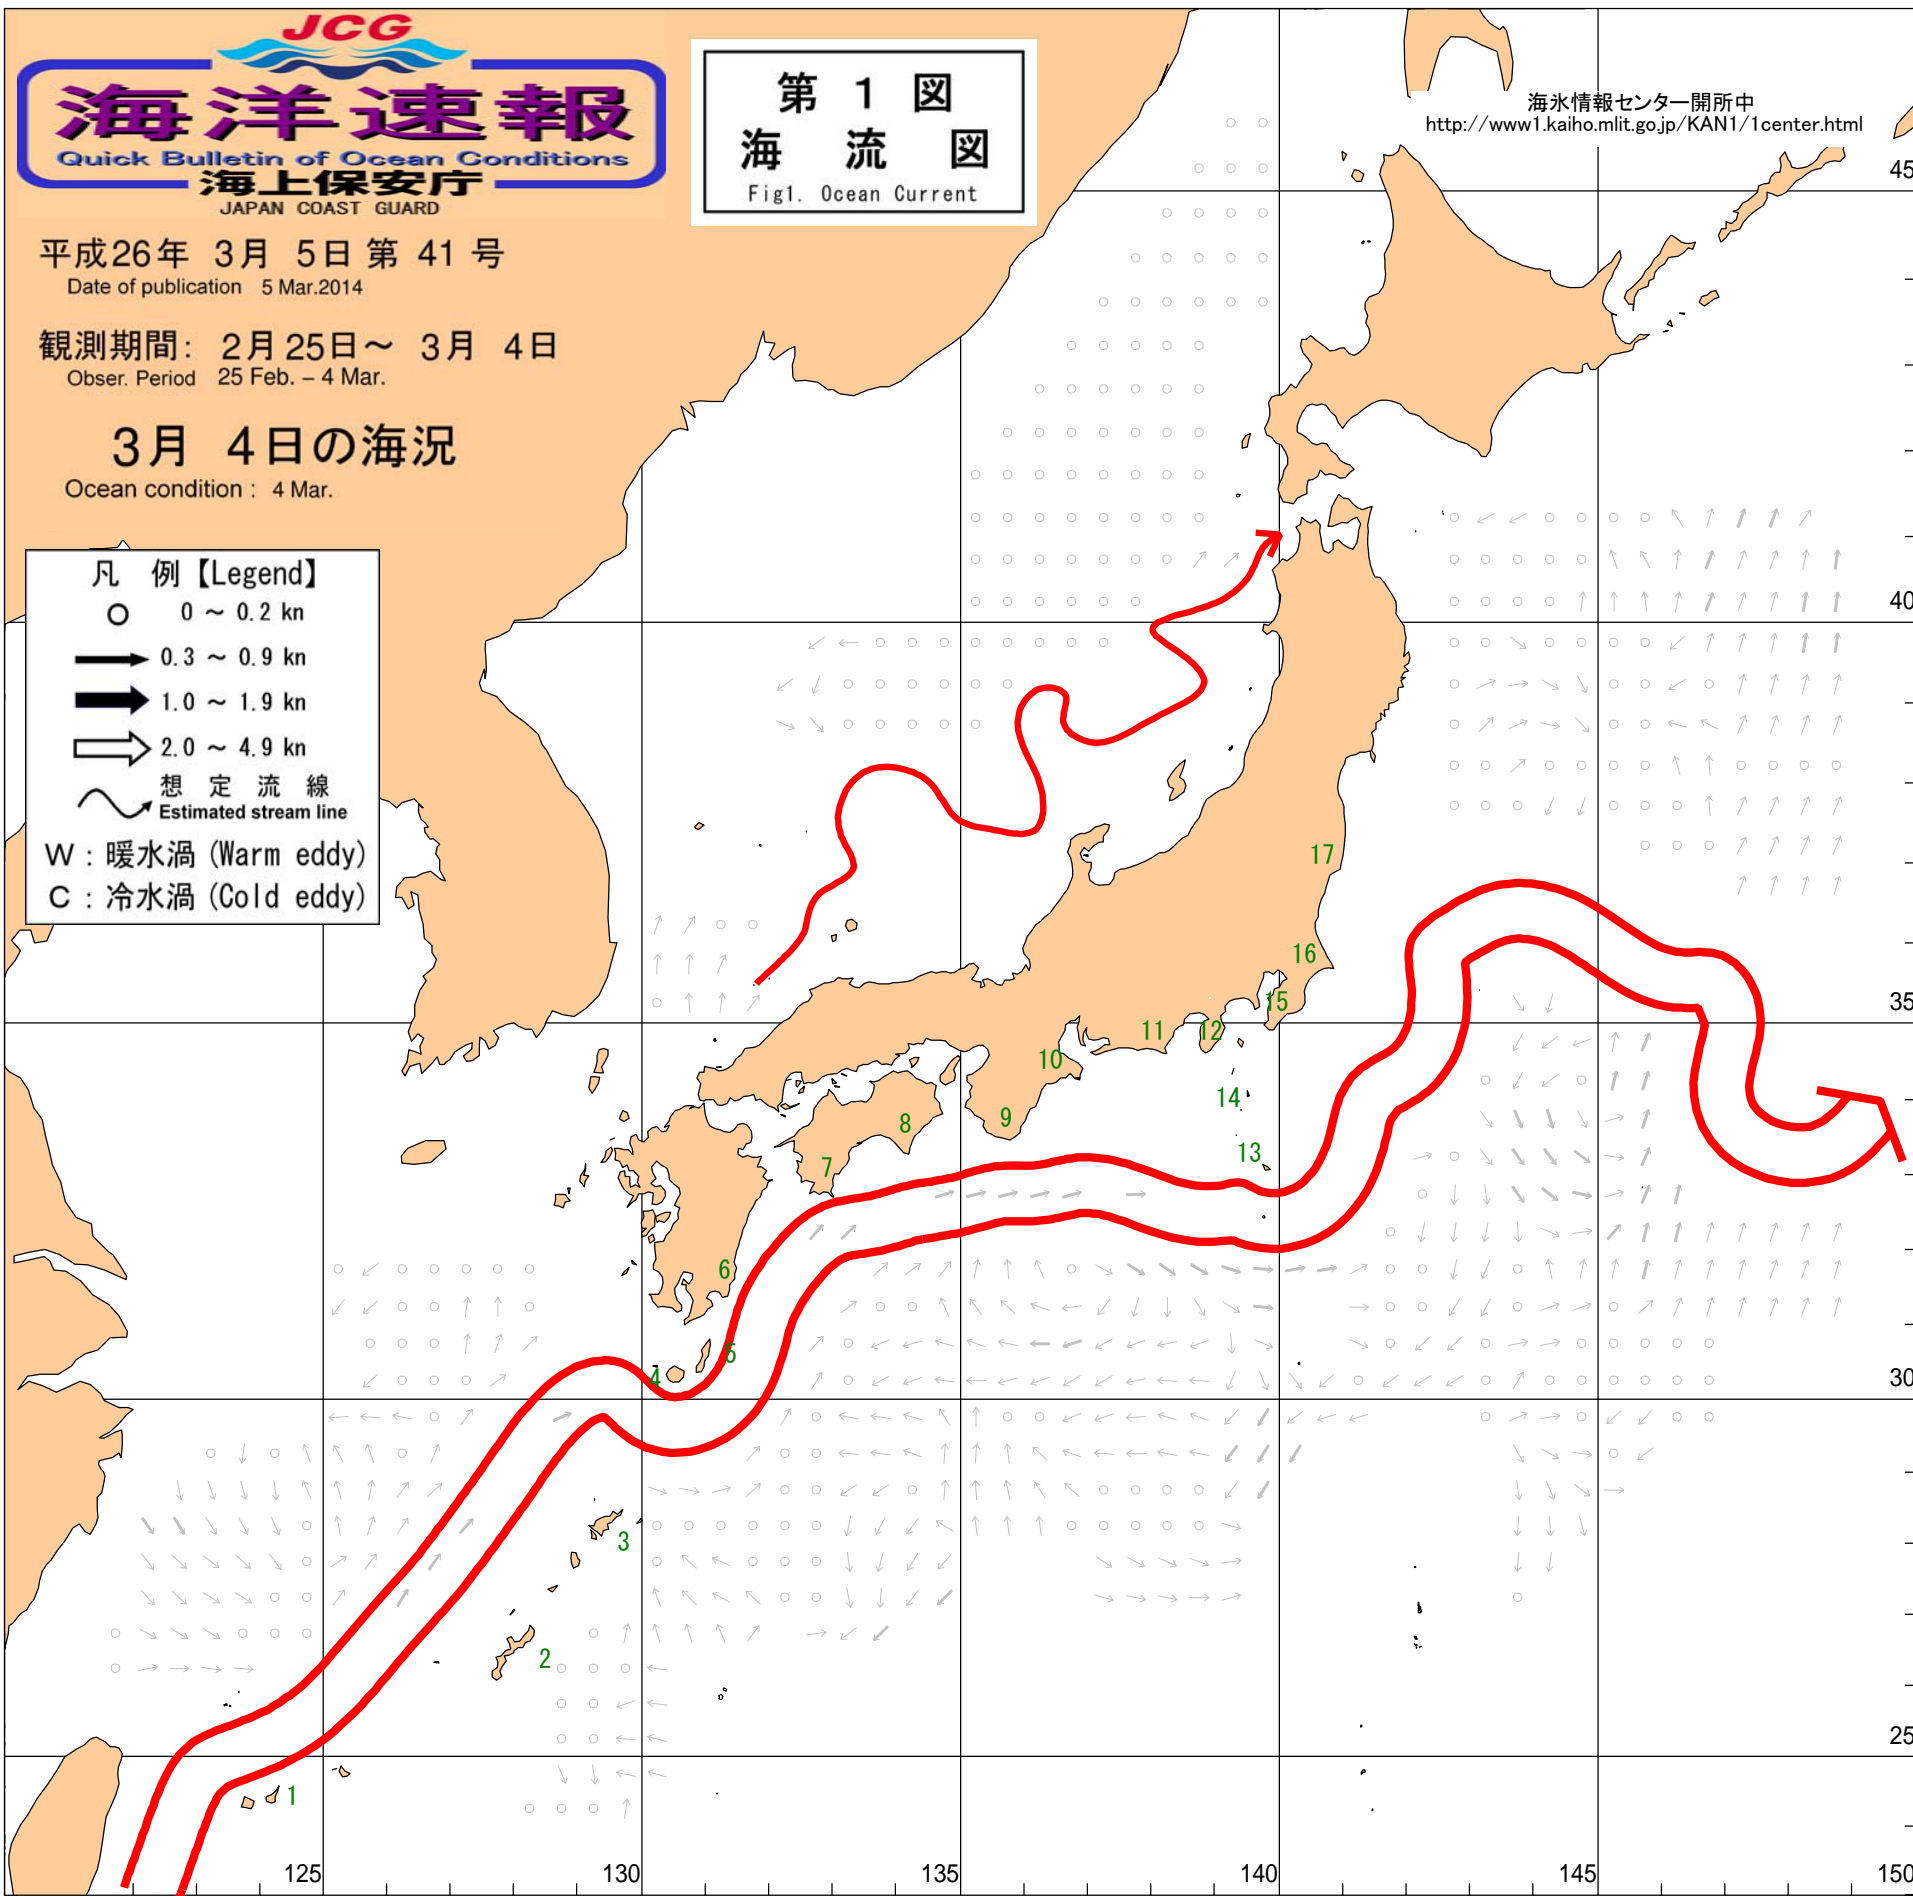 JCG
海洋速報
Quick Bulletin of Ocean Conditions
海上保安庁
JAPAN COAST GUARD
第 1 図
海 流 図
Fig1. Ocean Current
海氷情報センター開所中
http://www1.kaiho.mlit.go.jp/KAN1/1center.html
平成26年 3月 5日 第 41 号
Date of publication 5 Mar.2014
観測期間: 2月25日～ 3月 4日
Obser. Period 25 Feb. – 4 Mar.
3月 4日の海況
Ocean condition : 4 Mar.
凡 例【Legend】
0 ～ 0.2 kn
0.3 ～ 0.9 kn
1.0 ～ 1.9 kn
2.0 ～ 4.9 kn
想 定 流 線
Estimated stream line
W : 暖水渦 (Warm eddy)
C : 冷水渦 (Cold eddy)
45
40
17
16
15
35
11
12
10
14
9
8
13
7
6
5
4
30
3
2
25
1
125
130
135
140
145
150